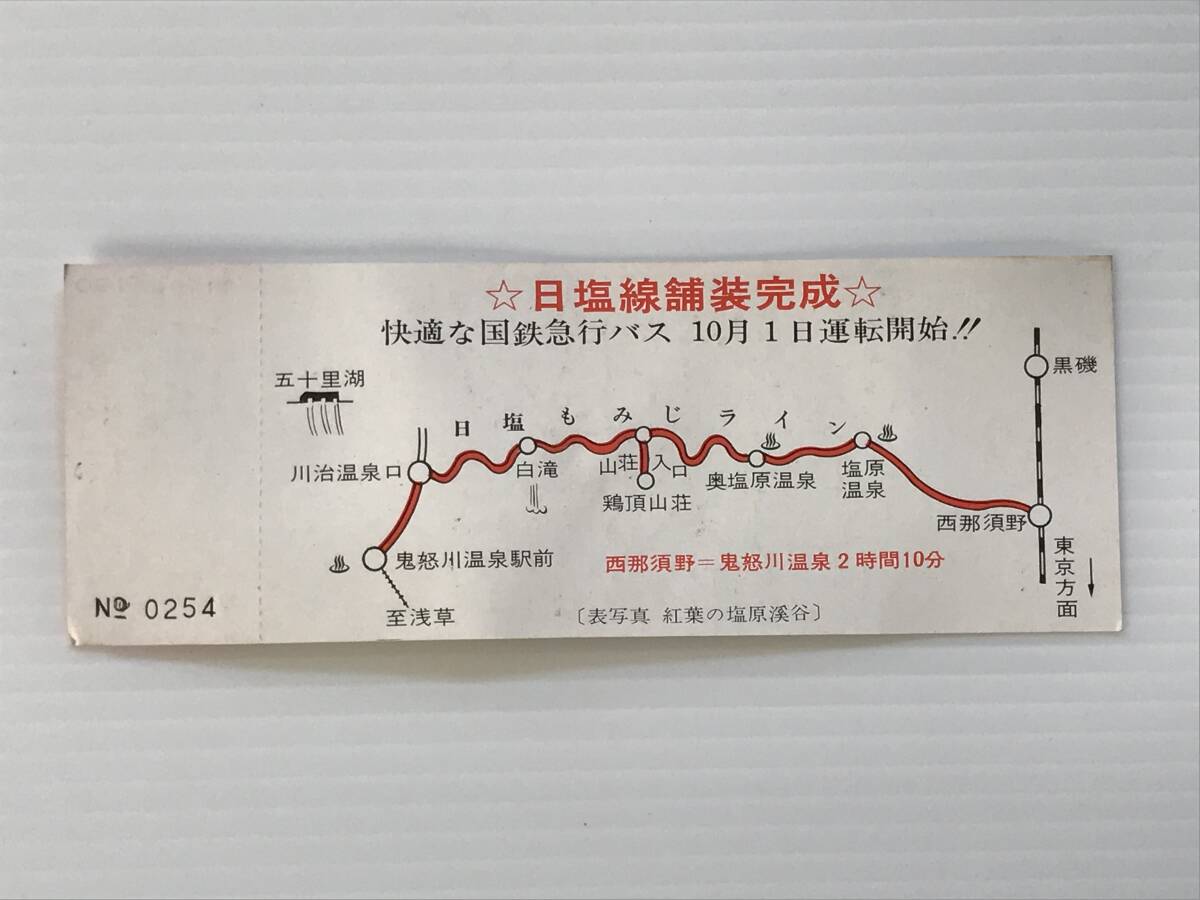 ☆日塩線舗装完成☆
快適な国鉄急行バス 10月1日運転開始!!
五十里湖
黒磯
日塩もみじライン
川治温泉口
白滝
山荘入口
鶏頂山荘
奥塩原温泉
塩原温泉
西那須野
鬼怒川温泉駅前
西那須野=鬼怒川温泉2時間10分
東京方面
至浅草
〔表写真 紅葉の塩原溪谷〕
№ 0254